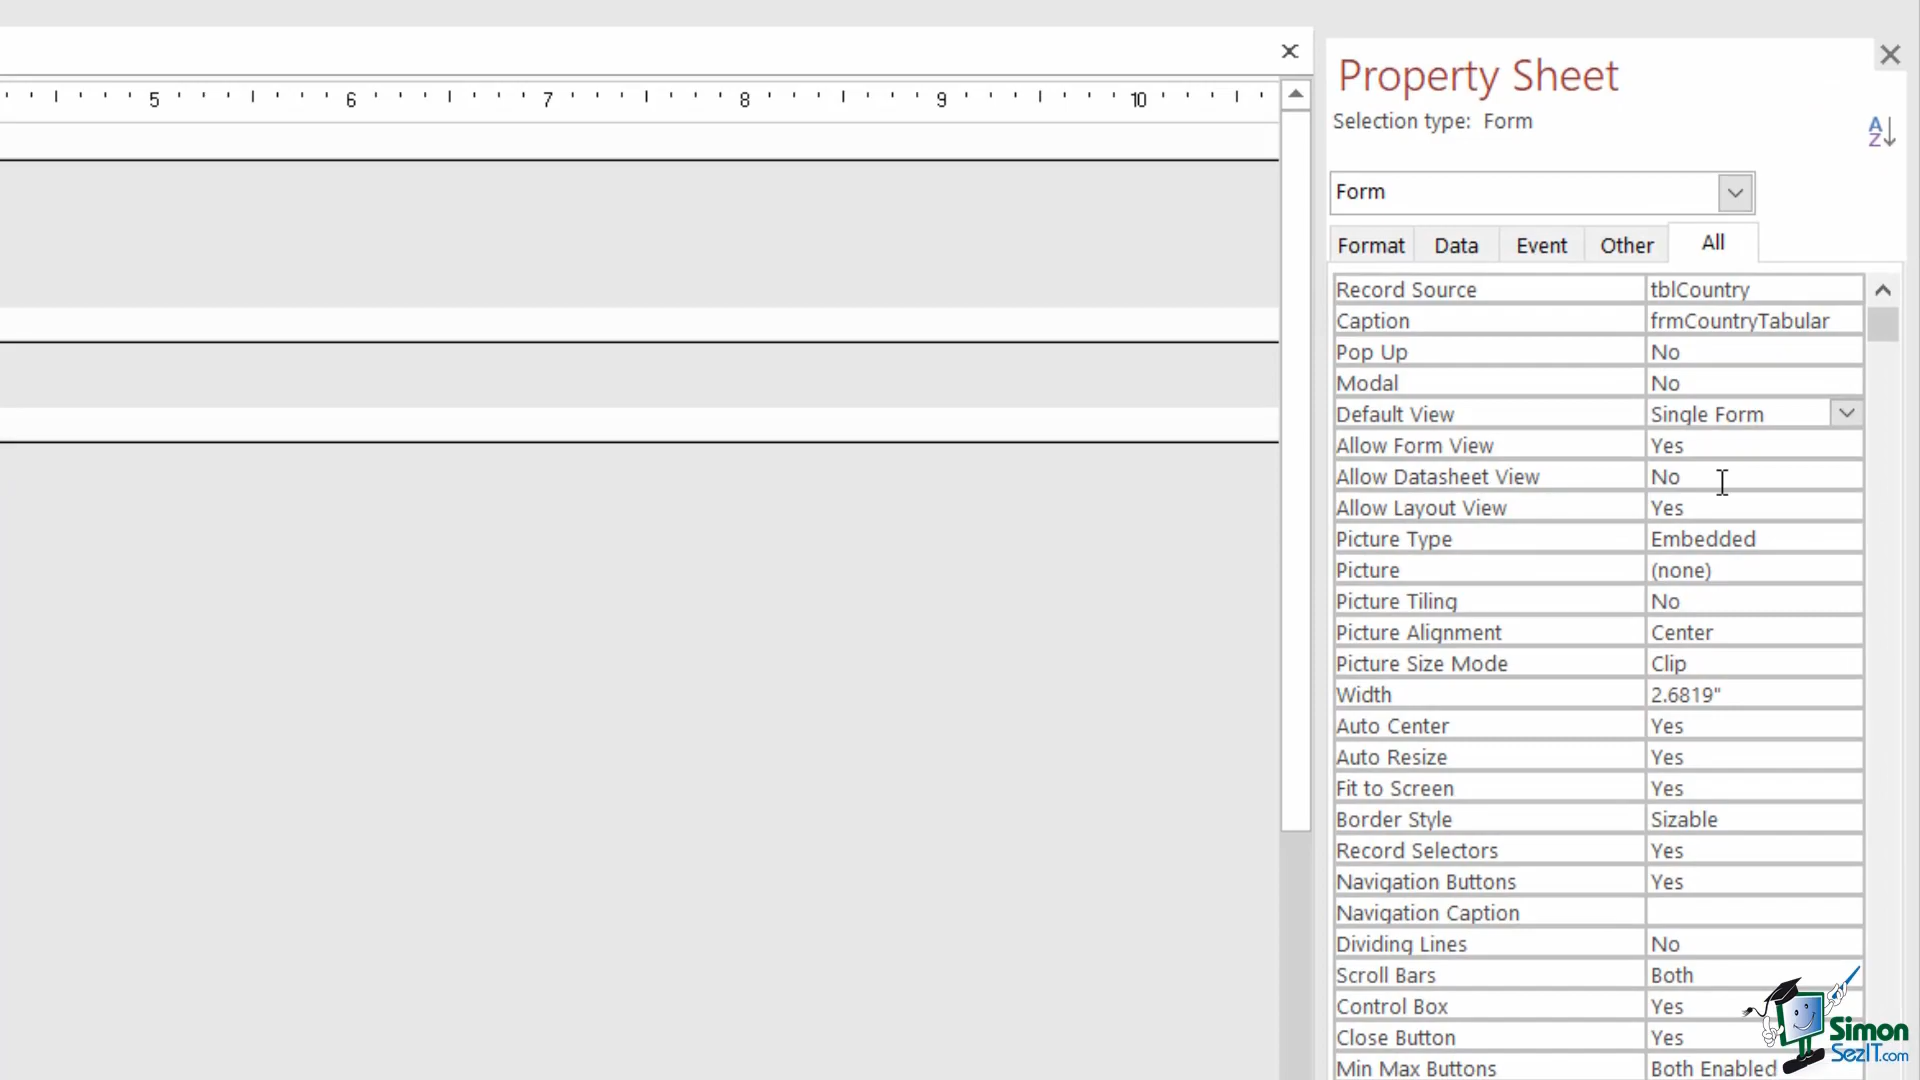 5 6 7 8 9 10
Property Sheet
Selection type: Form
A
Z
Form
Format Data Event Other All
Record Source tblCountry
Caption frmCountryTabular
Pop Up No
Modal No
Default View Single Form
Allow Form View Yes
Allow Datasheet View No
Allow Layout View Yes
Picture Type Embedded
Picture (none)
Picture Tiling No
Picture Alignment Center
Picture Size Mode Clip
Width 2.6819"
Auto Center Yes
Auto Resize Yes
Fit to Screen Yes
Border Style Sizable
Record Selectors Yes
Navigation Buttons Yes
Navigation Caption
Dividing Lines No
Scroll Bars Both
Control Box Yes
Close Button Yes
Min Max Buttons Both Enabled
Simon
SezIT.com